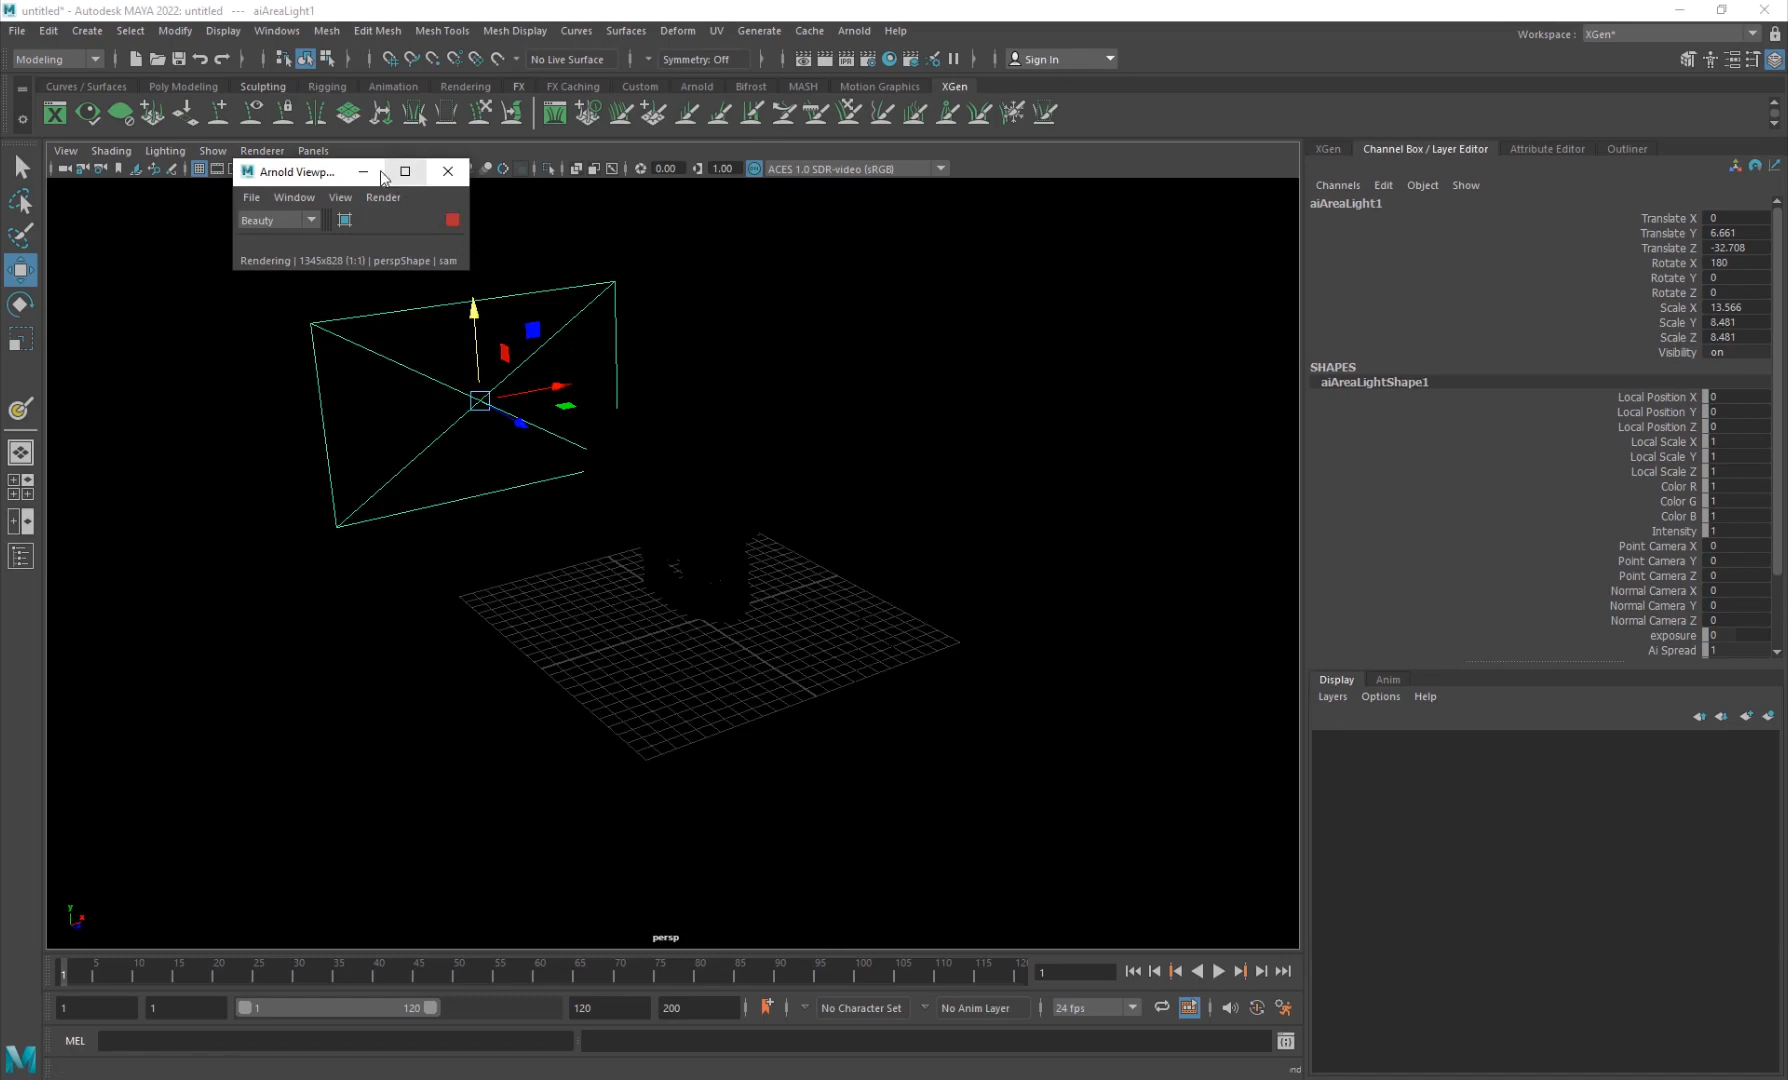 untitled* - Autodesk MAYA 2022: untitled --- aiAreaLight1
File Edit Create Select Modify Display Windows Mesh Edit Mesh Mesh Tools Mesh Display Curves Surfaces Deform UV Generate Cache Arnold Help
Workspace : XGen*
Modeling No Live Surface Symmetry: Off Sign In
Curves / Surfaces Poly Modeling Sculpting Rigging Animation Rendering FX FX Caching Custom Arnold Bifrost MASH Motion Graphics XGen
View Shading Lighting Show Renderer Panels
0.00 1.00 ACES 1.0 SDR-video (sRGB)
Arnold Viewp...
File Window View Render
Beauty
Rendering | 1345x828 (1:1) | perspShape | sam
y
x
persp
XGen Channel Box / Layer Editor Attribute Editor Outliner
Channels Edit Object Show
aiAreaLight1
Translate X 0
Translate Y 6.661
Translate Z -32.708
Rotate X 180
Rotate Y 0
Rotate Z 0
Scale X 13.566
Scale Y 8.481
Scale Z 8.481
Visibility on
SHAPES
aiAreaLightShape1
Local Position X 0
Local Position Y 0
Local Position Z 0
Local Scale X 1
Local Scale Y 1
Local Scale Z 1
Color R 1
Color G 1
Color B 1
Intensity 1
Point Camera X 0
Point Camera Y 0
Point Camera Z 0
Normal Camera X 0
Normal Camera Y 0
Normal Camera Z 0
exposure 0
Ai Spread 1
Display Anim
Layers Options Help
1 5 10 15 20 25 30 35 40 45 50 55 60 65 70 75 80 85 90 95 100 105 110 115 12
1
1 1 1 120 120 200 No Character Set No Anim Layer 24 fps
MEL